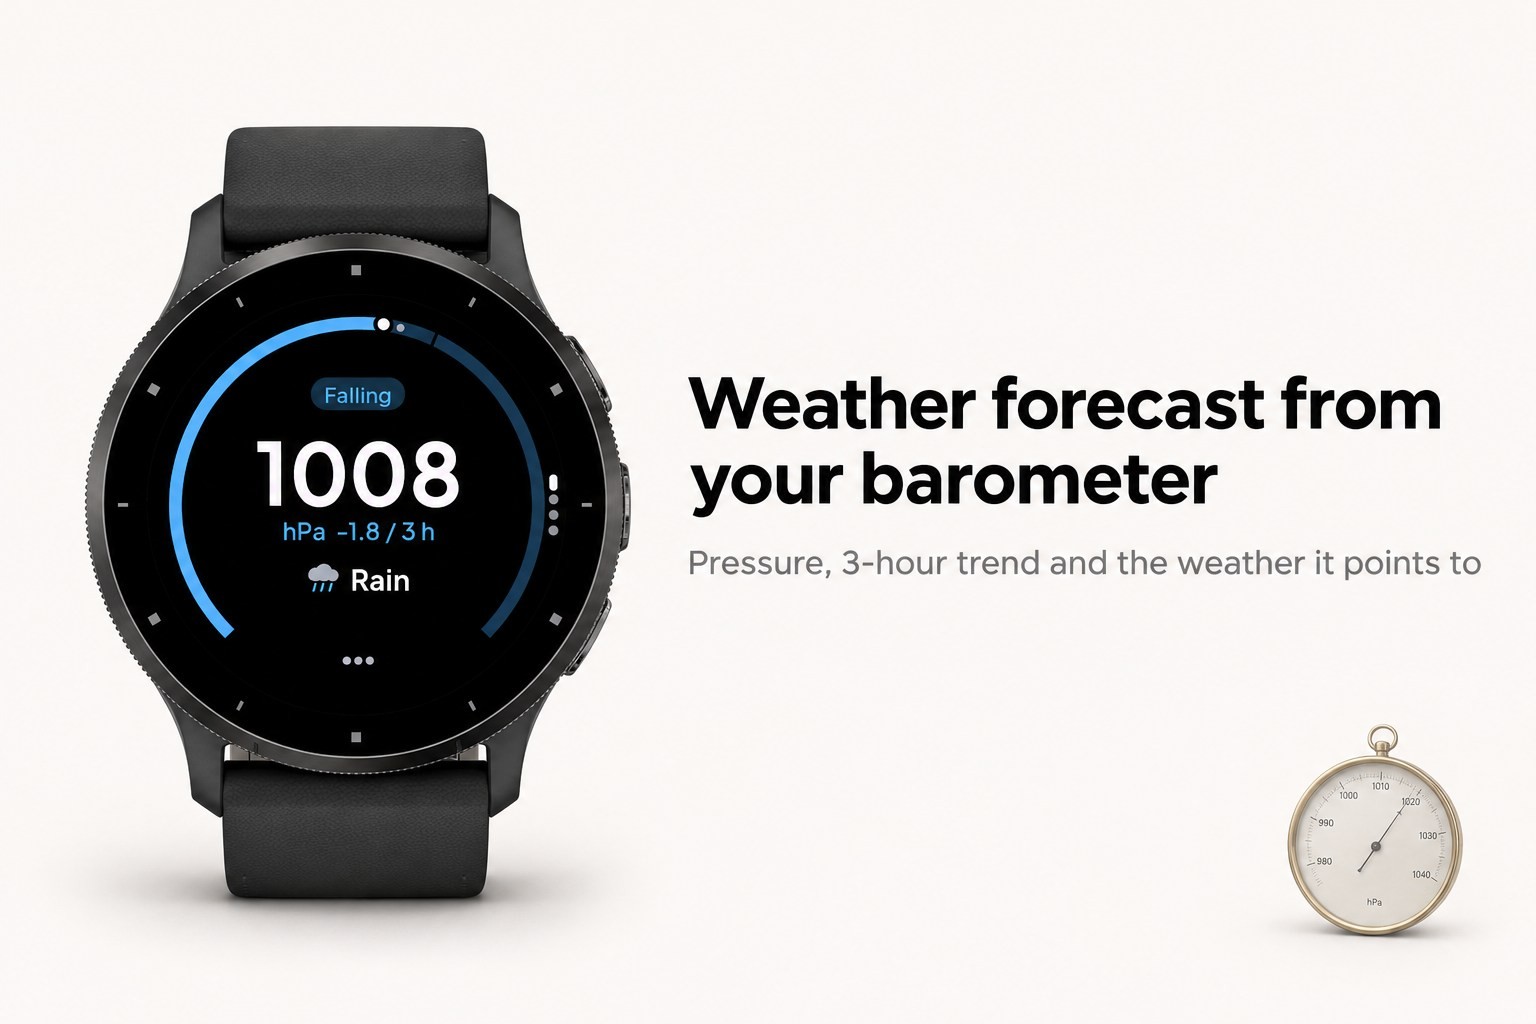 Falling
1008
hPa -1.8 / 3 h
Rain
Weather forecast from
your barometer
Pressure, 3-hour trend and the weather it points to
980
990
1000
1010
1020
1030
1040
hPa